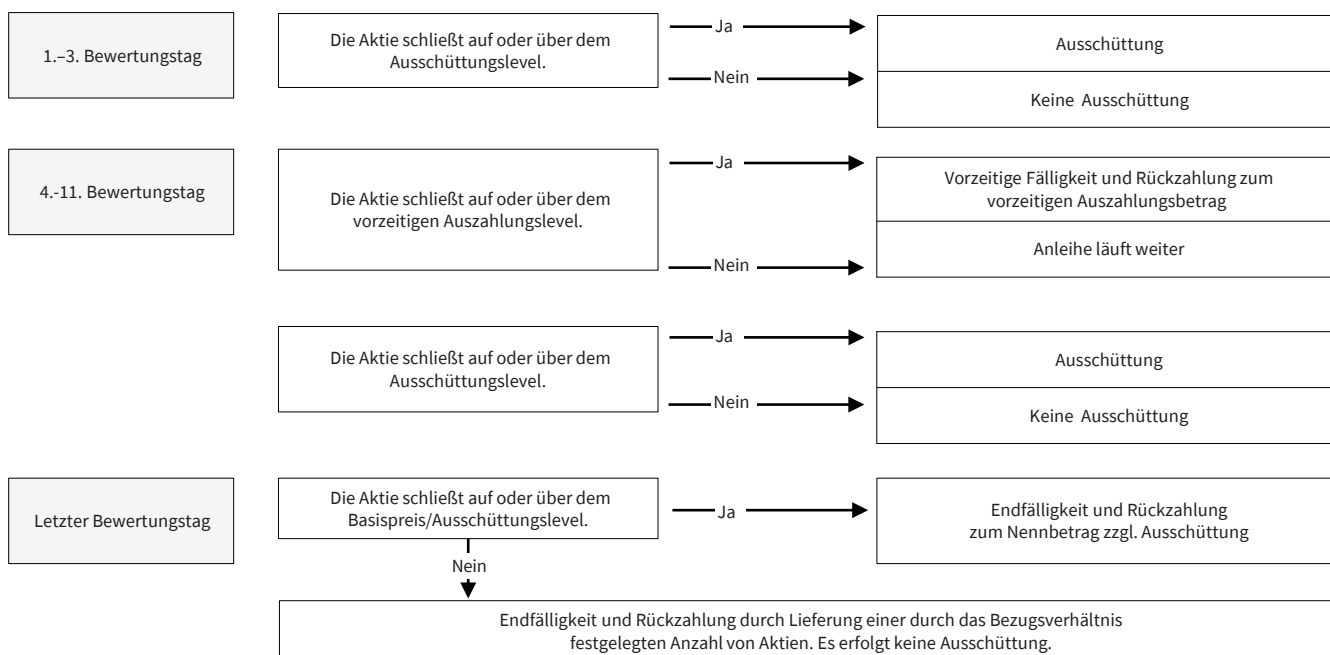 1.–3. Bewertungstag
Die Aktie schließt auf oder über dem
Ausschüttungslevel.
Ja
Nein
Ausschüttung
Keine Ausschüttung
4.-11. Bewertungstag
Die Aktie schließt auf oder über dem
vorzeitigen Auszahlungslevel.
Ja
Nein
Vorzeitige Fälligkeit und Rückzahlung zum
vorzeitigen Auszahlungsbetrag
Anleihe läuft weiter
Die Aktie schließt auf oder über dem
Ausschüttungslevel.
Ja
Nein
Ausschüttung
Keine Ausschüttung
Letzter Bewertungstag
Die Aktie schließt auf oder über dem
Basispreis/Ausschüttungslevel.
Ja
Endfälligkeit und Rückzahlung
zum Nennbetrag zzgl. Ausschüttung
Nein
Endfälligkeit und Rückzahlung durch Lieferung einer durch das Bezugsverhältnis
festgelegten Anzahl von Aktien. Es erfolgt keine Ausschüttung.